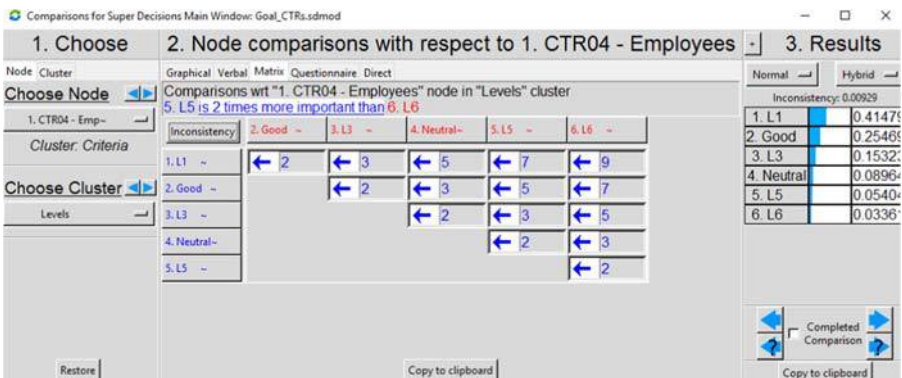 Comparisons for Super Decisions Main Window: Goal_CTRs.sdmod
1. Choose
Node Cluster
Choose Node
1. CTR04 - Emp~
Cluster: Criteria
Choose Cluster
Levels
Restore
2. Node comparisons with respect to 1. CTR04 - Employees
Graphical Verbal Matrix Questionnaire Direct
Comparisons wrt "1. CTR04 - Employees" node in "Levels" cluster
5. L5 is 2 times more important than 6. L6
Inconsistency 2. Good ~ 3. L3 ~ 4. Neutral~ 5. L5 ~ 6. L6 ~
1. L1 ~ 2 3 5 7 9
2. Good ~ 2 3 5 7
3. L3 ~ 2 3 5
4. Neutral~ 2 3
5. L5 ~ 2
Copy to clipboard
3. Results
Normal Hybrid
Inconsistency: 0.00929
1. L1 0.41479
2. Good 0.25469
3. L3 0.1532
4. Neutral 0.0896
5. L5 0.0540
6. L6 0.0336
Completed
Comparison
Copy to clipboard